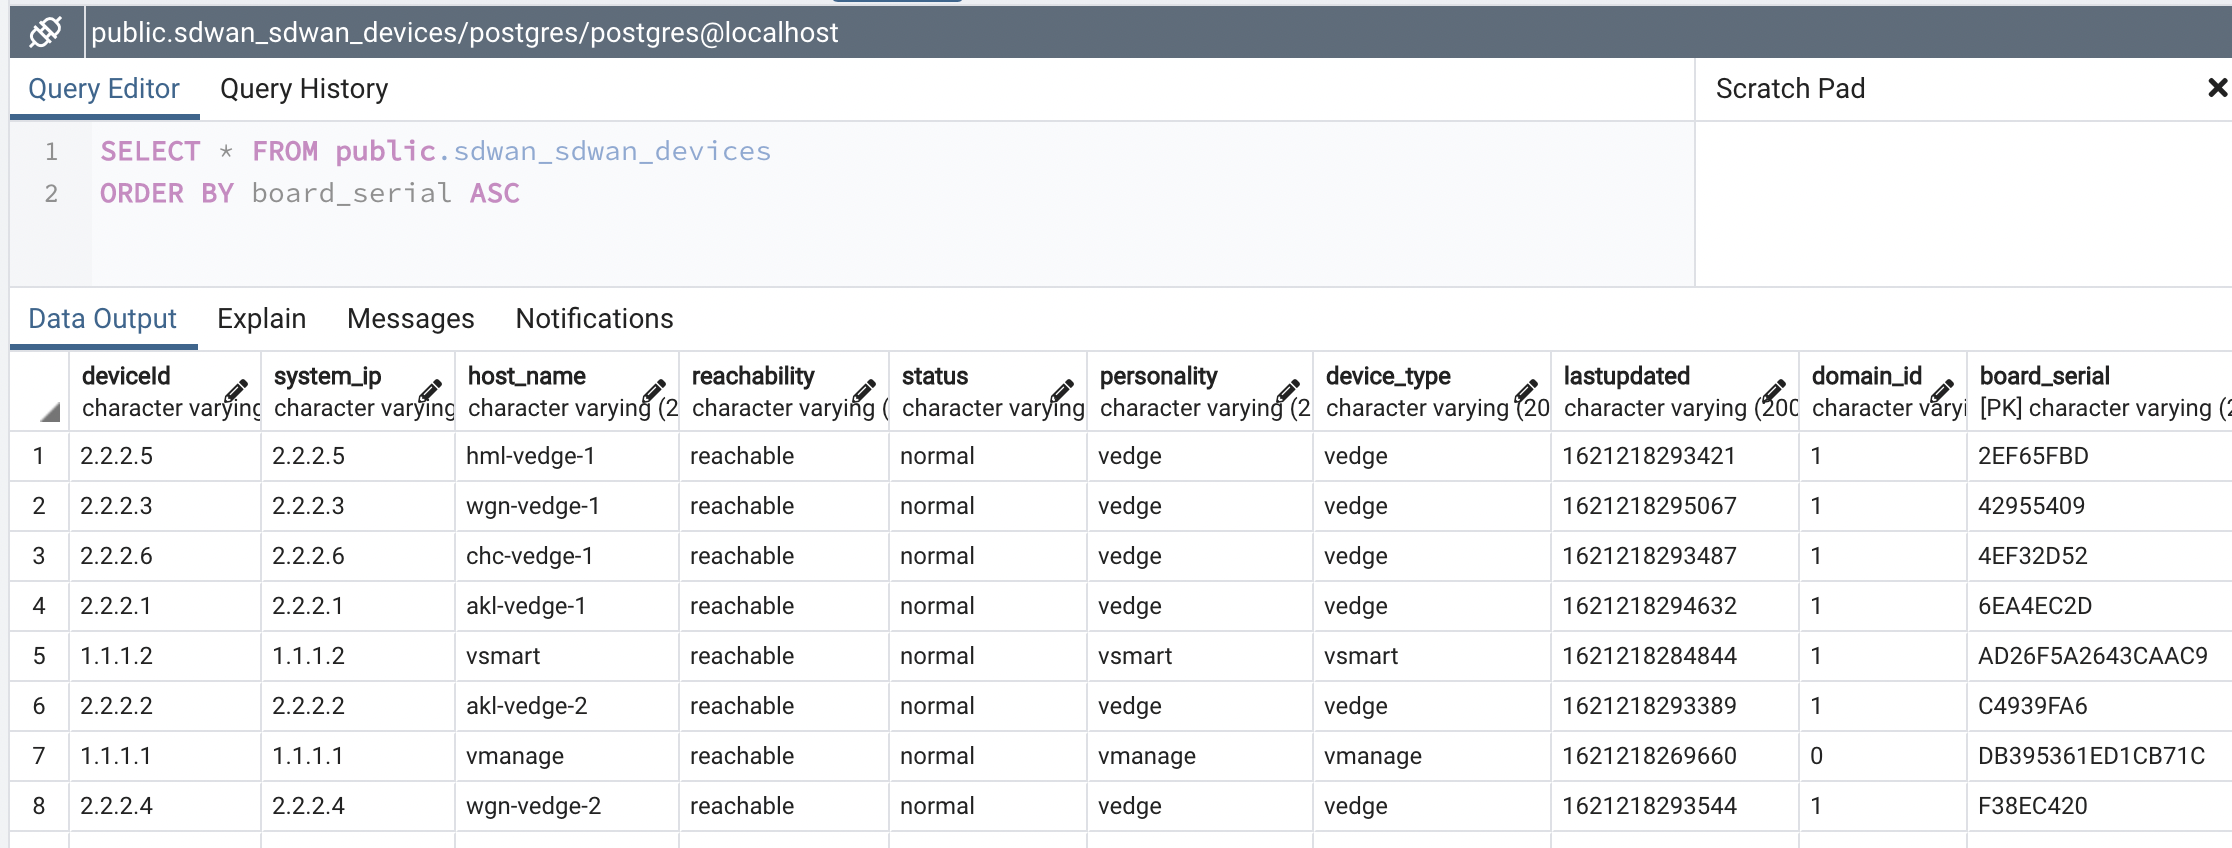 public.sdwan_sdwan_devices/postgres/postgres@localhost
Query Editor Query History Scratch Pad
1 SELECT * FROM public.sdwan_sdwan_devices
2 ORDER BY board_serial ASC
Data Output Explain Messages Notifications
deviceId system_ip host_name reachability status personality device_type lastupdated domain_id board_serial
character varying character varying character varying (2 character varying ( character varying character varying (2 character varying (20 character varying (200 character varyi [PK] character varying (2
1 2.2.2.5 2.2.2.5 hml-vedge-1 reachable normal vedge vedge 1621218293421 1 2EF65FBD
2 2.2.2.3 2.2.2.3 wgn-vedge-1 reachable normal vedge vedge 1621218295067 1 42955409
3 2.2.2.6 2.2.2.6 chc-vedge-1 reachable normal vedge vedge 1621218293487 1 4EF32D52
4 2.2.2.1 2.2.2.1 akl-vedge-1 reachable normal vedge vedge 1621218294632 1 6EA4EC2D
5 1.1.1.2 1.1.1.2 vsmart reachable normal vsmart vsmart 1621218284844 1 AD26F5A2643CAAC9
6 2.2.2.2 2.2.2.2 akl-vedge-2 reachable normal vedge vedge 1621218293389 1 C4939FA6
7 1.1.1.1 1.1.1.1 vmanage reachable normal vmanage vmanage 1621218269660 0 DB395361ED1CB71C
8 2.2.2.4 2.2.2.4 wgn-vedge-2 reachable normal vedge vedge 1621218293544 1 F38EC420